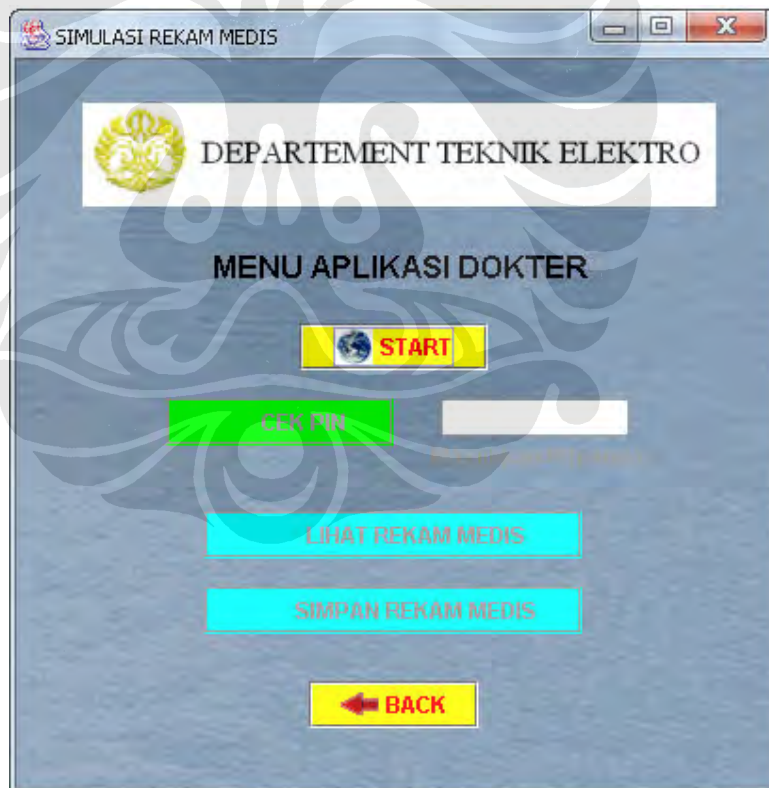 SIMULASI REKAM MEDIS
DEPARTEMENT TEKNIK ELEKTRO
MENU APLIKASI DOKTER
START
CEK PIN
LIHAT REKAM MEDIS
SIMPAN REKAM MEDIS
BACK